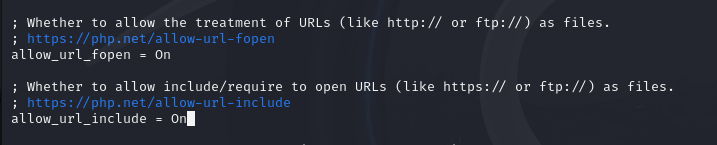 ; Whether to allow the treatment of URLs (like http:// or ftp://) as files.
; https://php.net/allow-url-fopen
allow_url_fopen = On
; Whether to allow include/require to open URLs (like https:// or ftp://) as files.
; https://php.net/allow-url-include
allow_url_include = On